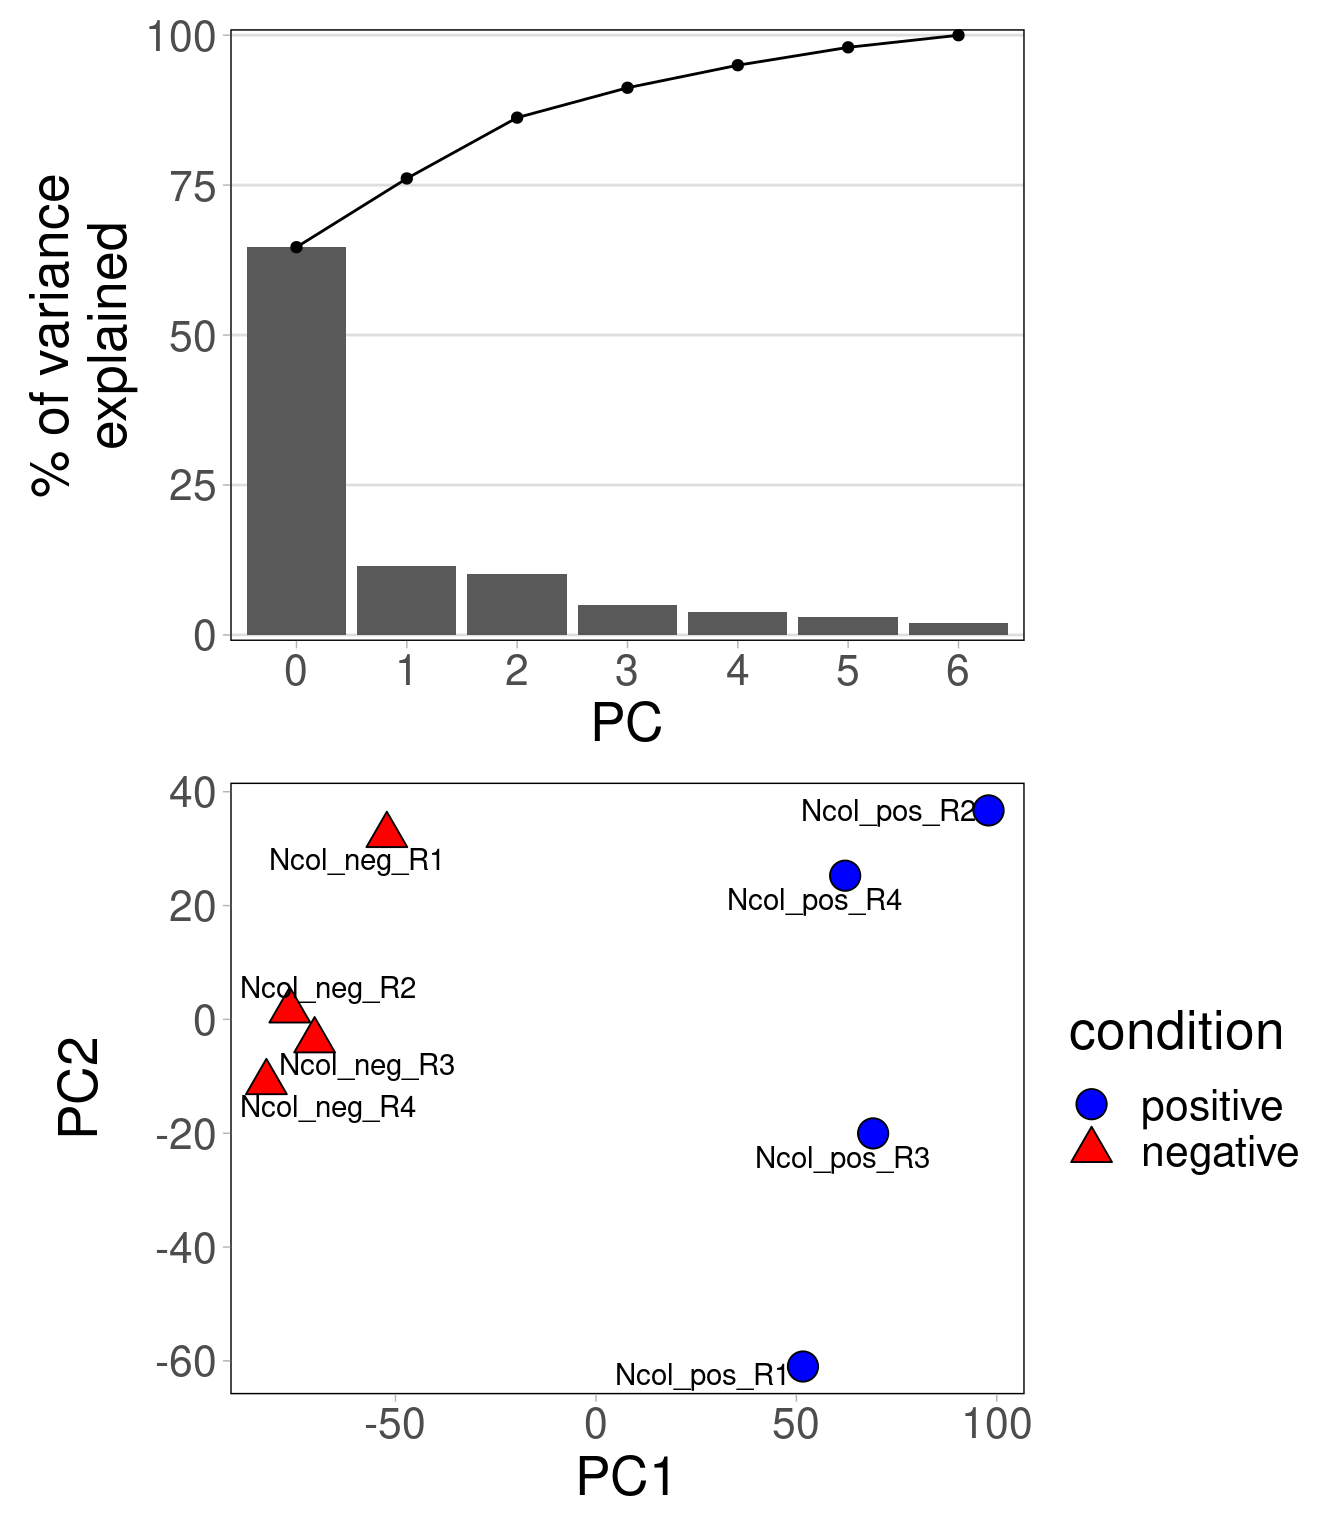 100
75
50
25
0
% of variance
explained
0 1 2 3 4 5 6
PC
40
20
0
-20
-40
-60
PC2
Ncol_pos_R2
Ncol_neg_R1
Ncol_pos_R4
Ncol_neg_R2
Ncol_neg_R3
Ncol_neg_R4
Ncol_pos_R3
Ncol_pos_R1
-50 0 50 100
PC1
condition
positive
negative